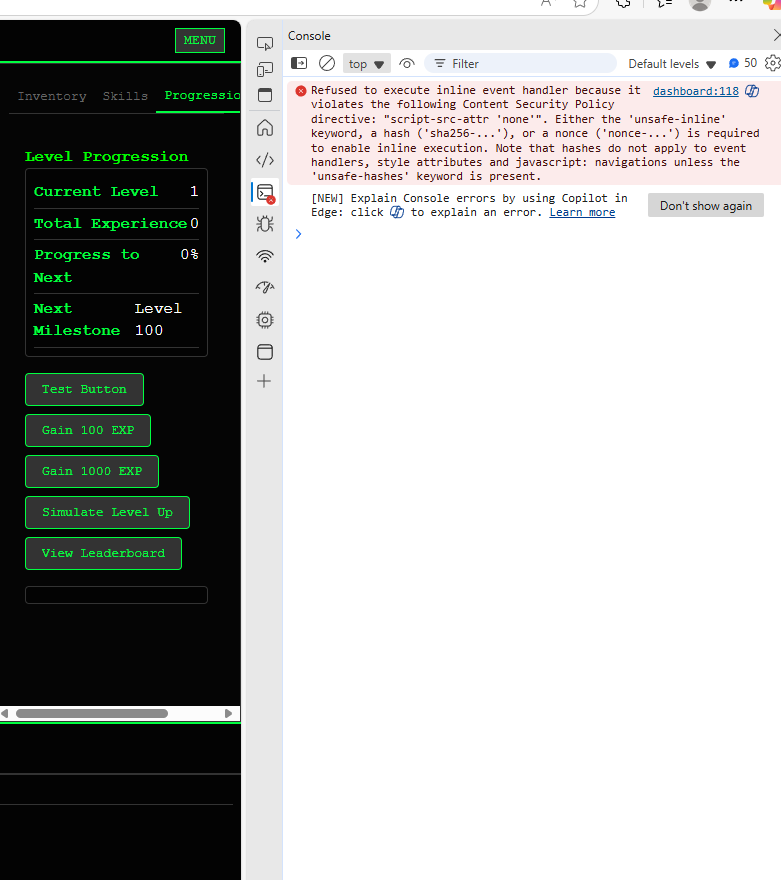 MENU
Inventory Skills Progressio
Level Progression
Current Level 1
Total Experience 0
Progress to 0%
Next
Next Level
Milestone 100
Test Button
Gain 100 EXP
Gain 1000 EXP
Simulate Level Up
View Leaderboard
Console
top Filter Default levels 50
Refused to execute inline event handler because it dashboard:118
violates the following Content Security Policy
directive: "script-src-attr 'none'". Either the 'unsafe-inline'
keyword, a hash ('sha256-...'), or a nonce ('nonce-...') is required
to enable inline execution. Note that hashes do not apply to event
handlers, style attributes and javascript: navigations unless the
'unsafe-hashes' keyword is present.
[NEW] Explain Console errors by using Copilot in
Edge: click to explain an error. Learn more
Don't show again